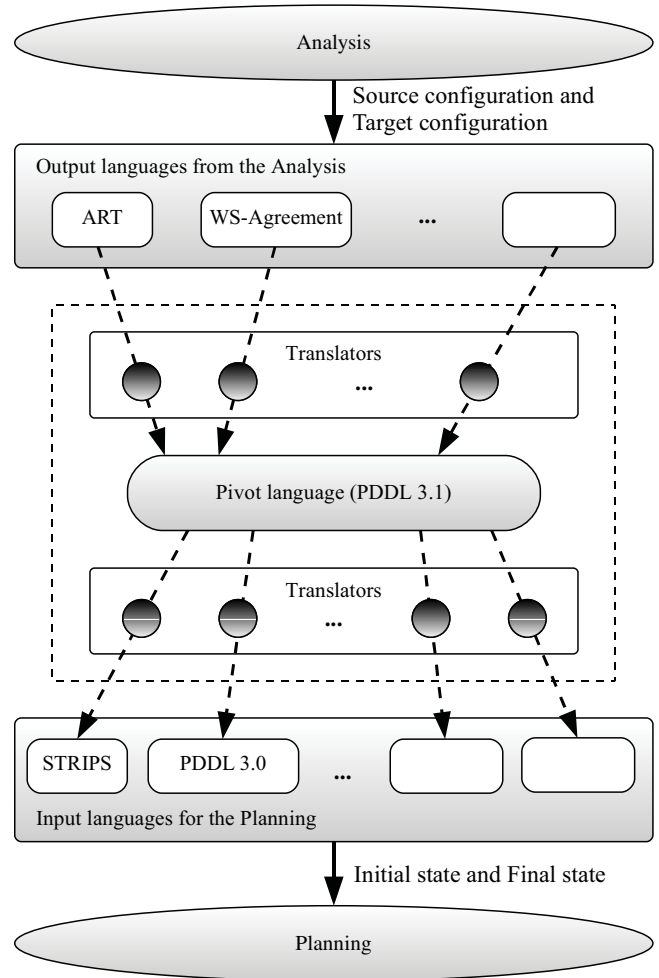 Analysis
Source configuration and
Target configuration
Output languages from the Analysis
ART
WS-Agreement
...
Translators
...
Pivot language (PDDL 3.1)
Translators
...
STRIPS
PDDL 3.0
...
Input languages for the Planning
Initial state and Final state
Planning